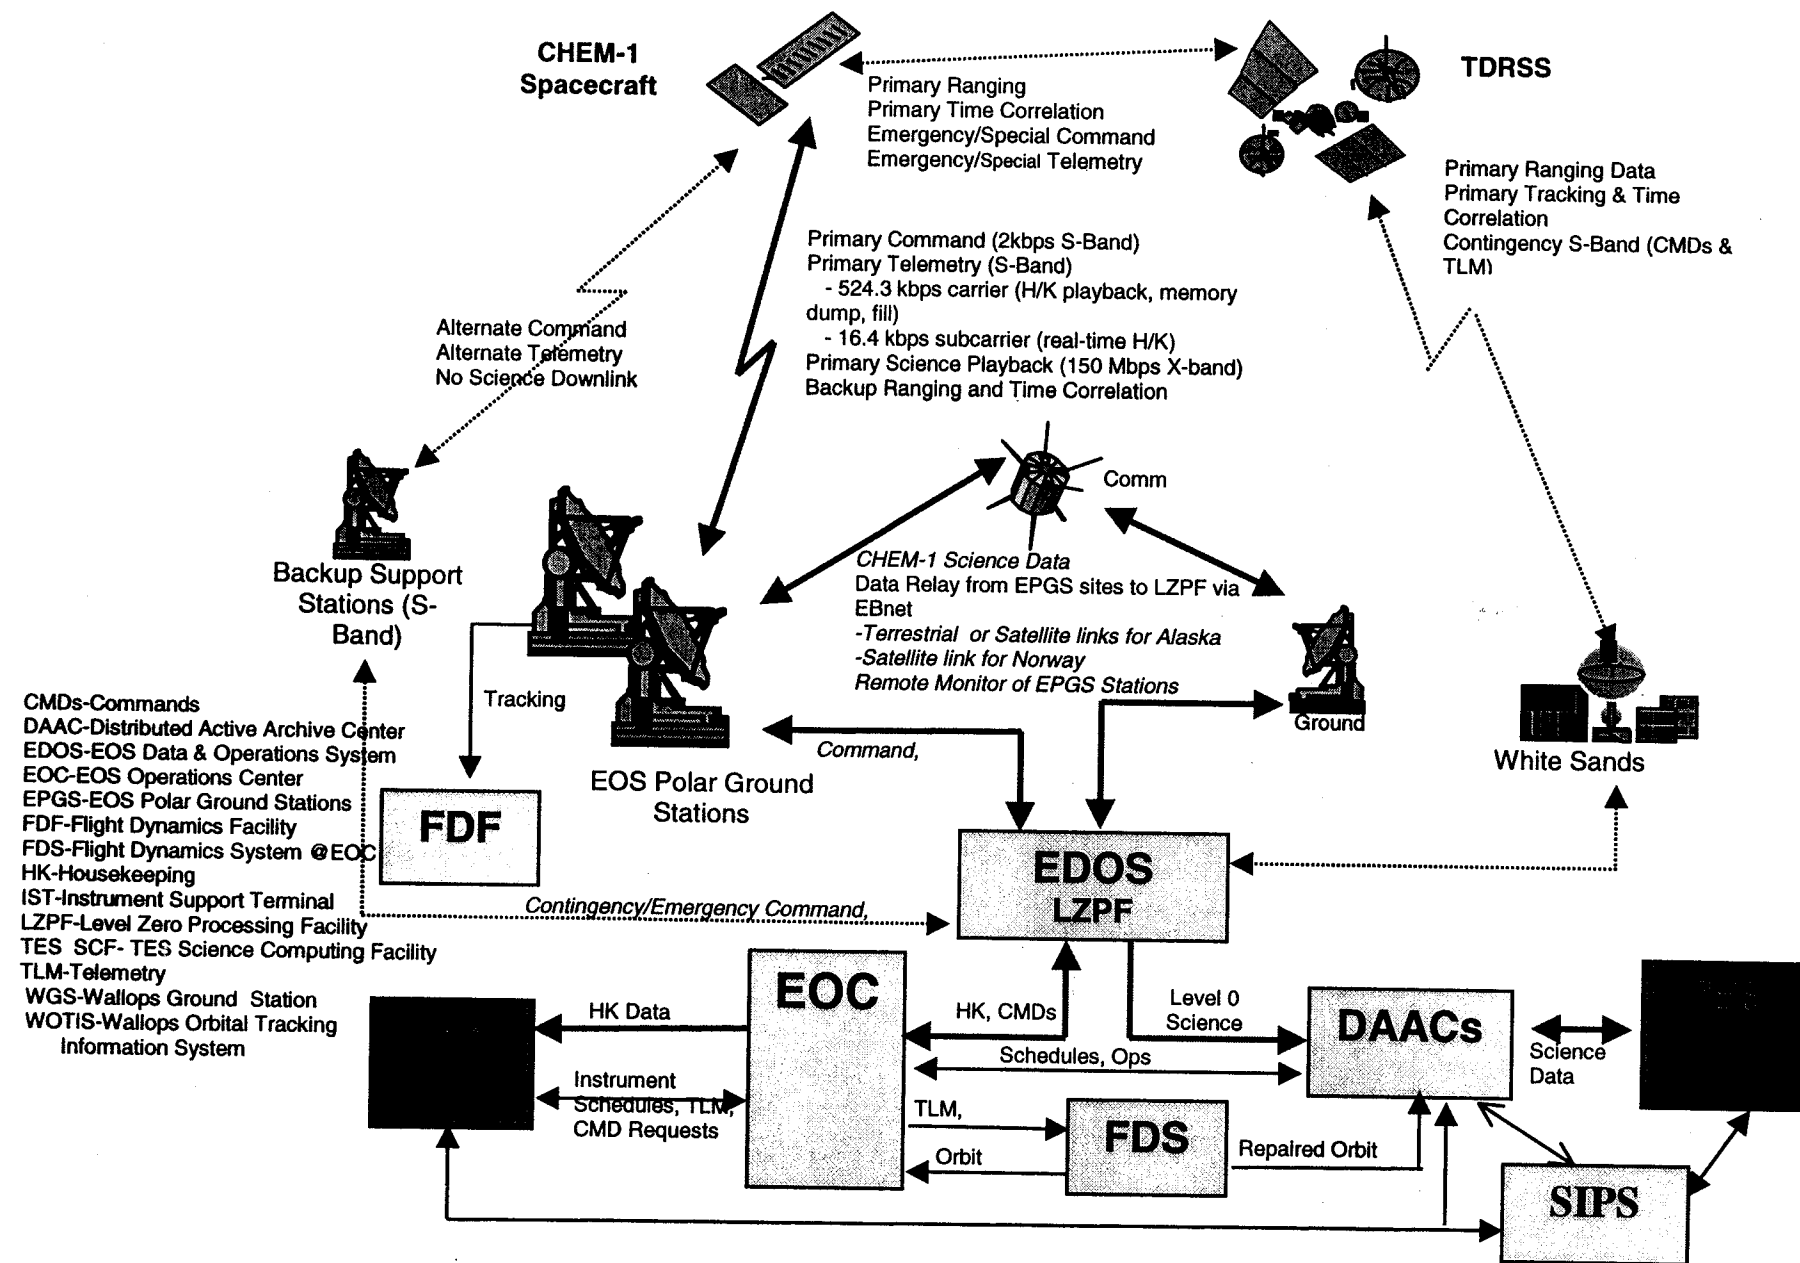 CHEM-1
Spacecraft
TDRSS
Primary Ranging
Primary Time Correlation
Emergency/Special Command
Emergency/Special Telemetry
Primary Ranging Data
Primary Tracking & Time
Correlation
Contingency S-Band (CMDs &
TLM)
Primary Command (2kbps S-Band)
Primary Telemetry (S-Band)
- 524.3 kbps carrier (H/K playback, memory
dump, fill)
- 16.4 kbps subcarrier (real-time H/K)
Primary Science Playback (150 Mbps X-band)
Backup Ranging and Time Correlation
Alternate Command
Alternate Telemetry
No Science Downlink
Comm
Backup Support
Stations (S-
Band)
CHEM-1 Science Data
Data Relay from EPGS sites to LZPF via
EBnet
-Terrestrial or Satellite links for Alaska
-Satellite link for Norway
Remote Monitor of EPGS Stations
Tracking
Ground
White Sands
Command,
EOS Polar Ground
Stations
CMDs-Commands
DAAC-Distributed Active Archive Center
EDOS-EOS Data & Operations System
EOC-EOS Operations Center
EPGS-EOS Polar Ground Stations
FDF-Flight Dynamics Facility
FDS-Flight Dynamics System @EOC
HK-Housekeeping
IST-Instrument Support Terminal
LZPF-Level Zero Processing Facility
TES SCF- TES Science Computing Facility
TLM-Telemetry
WGS-Wallops Ground Station
WOTIS-Wallops Orbital Tracking
Information System
FDF
EDOS
LZPF
Contingency/Emergency Command,
EOC
HK Data
HK, CMDs
Level 0
Science
DAACs
Science
Data
Schedules, Ops
Instrument
Schedules, TLM,
CMD Requests
TLM,
Orbit
FDS
Repaired Orbit
SIPS